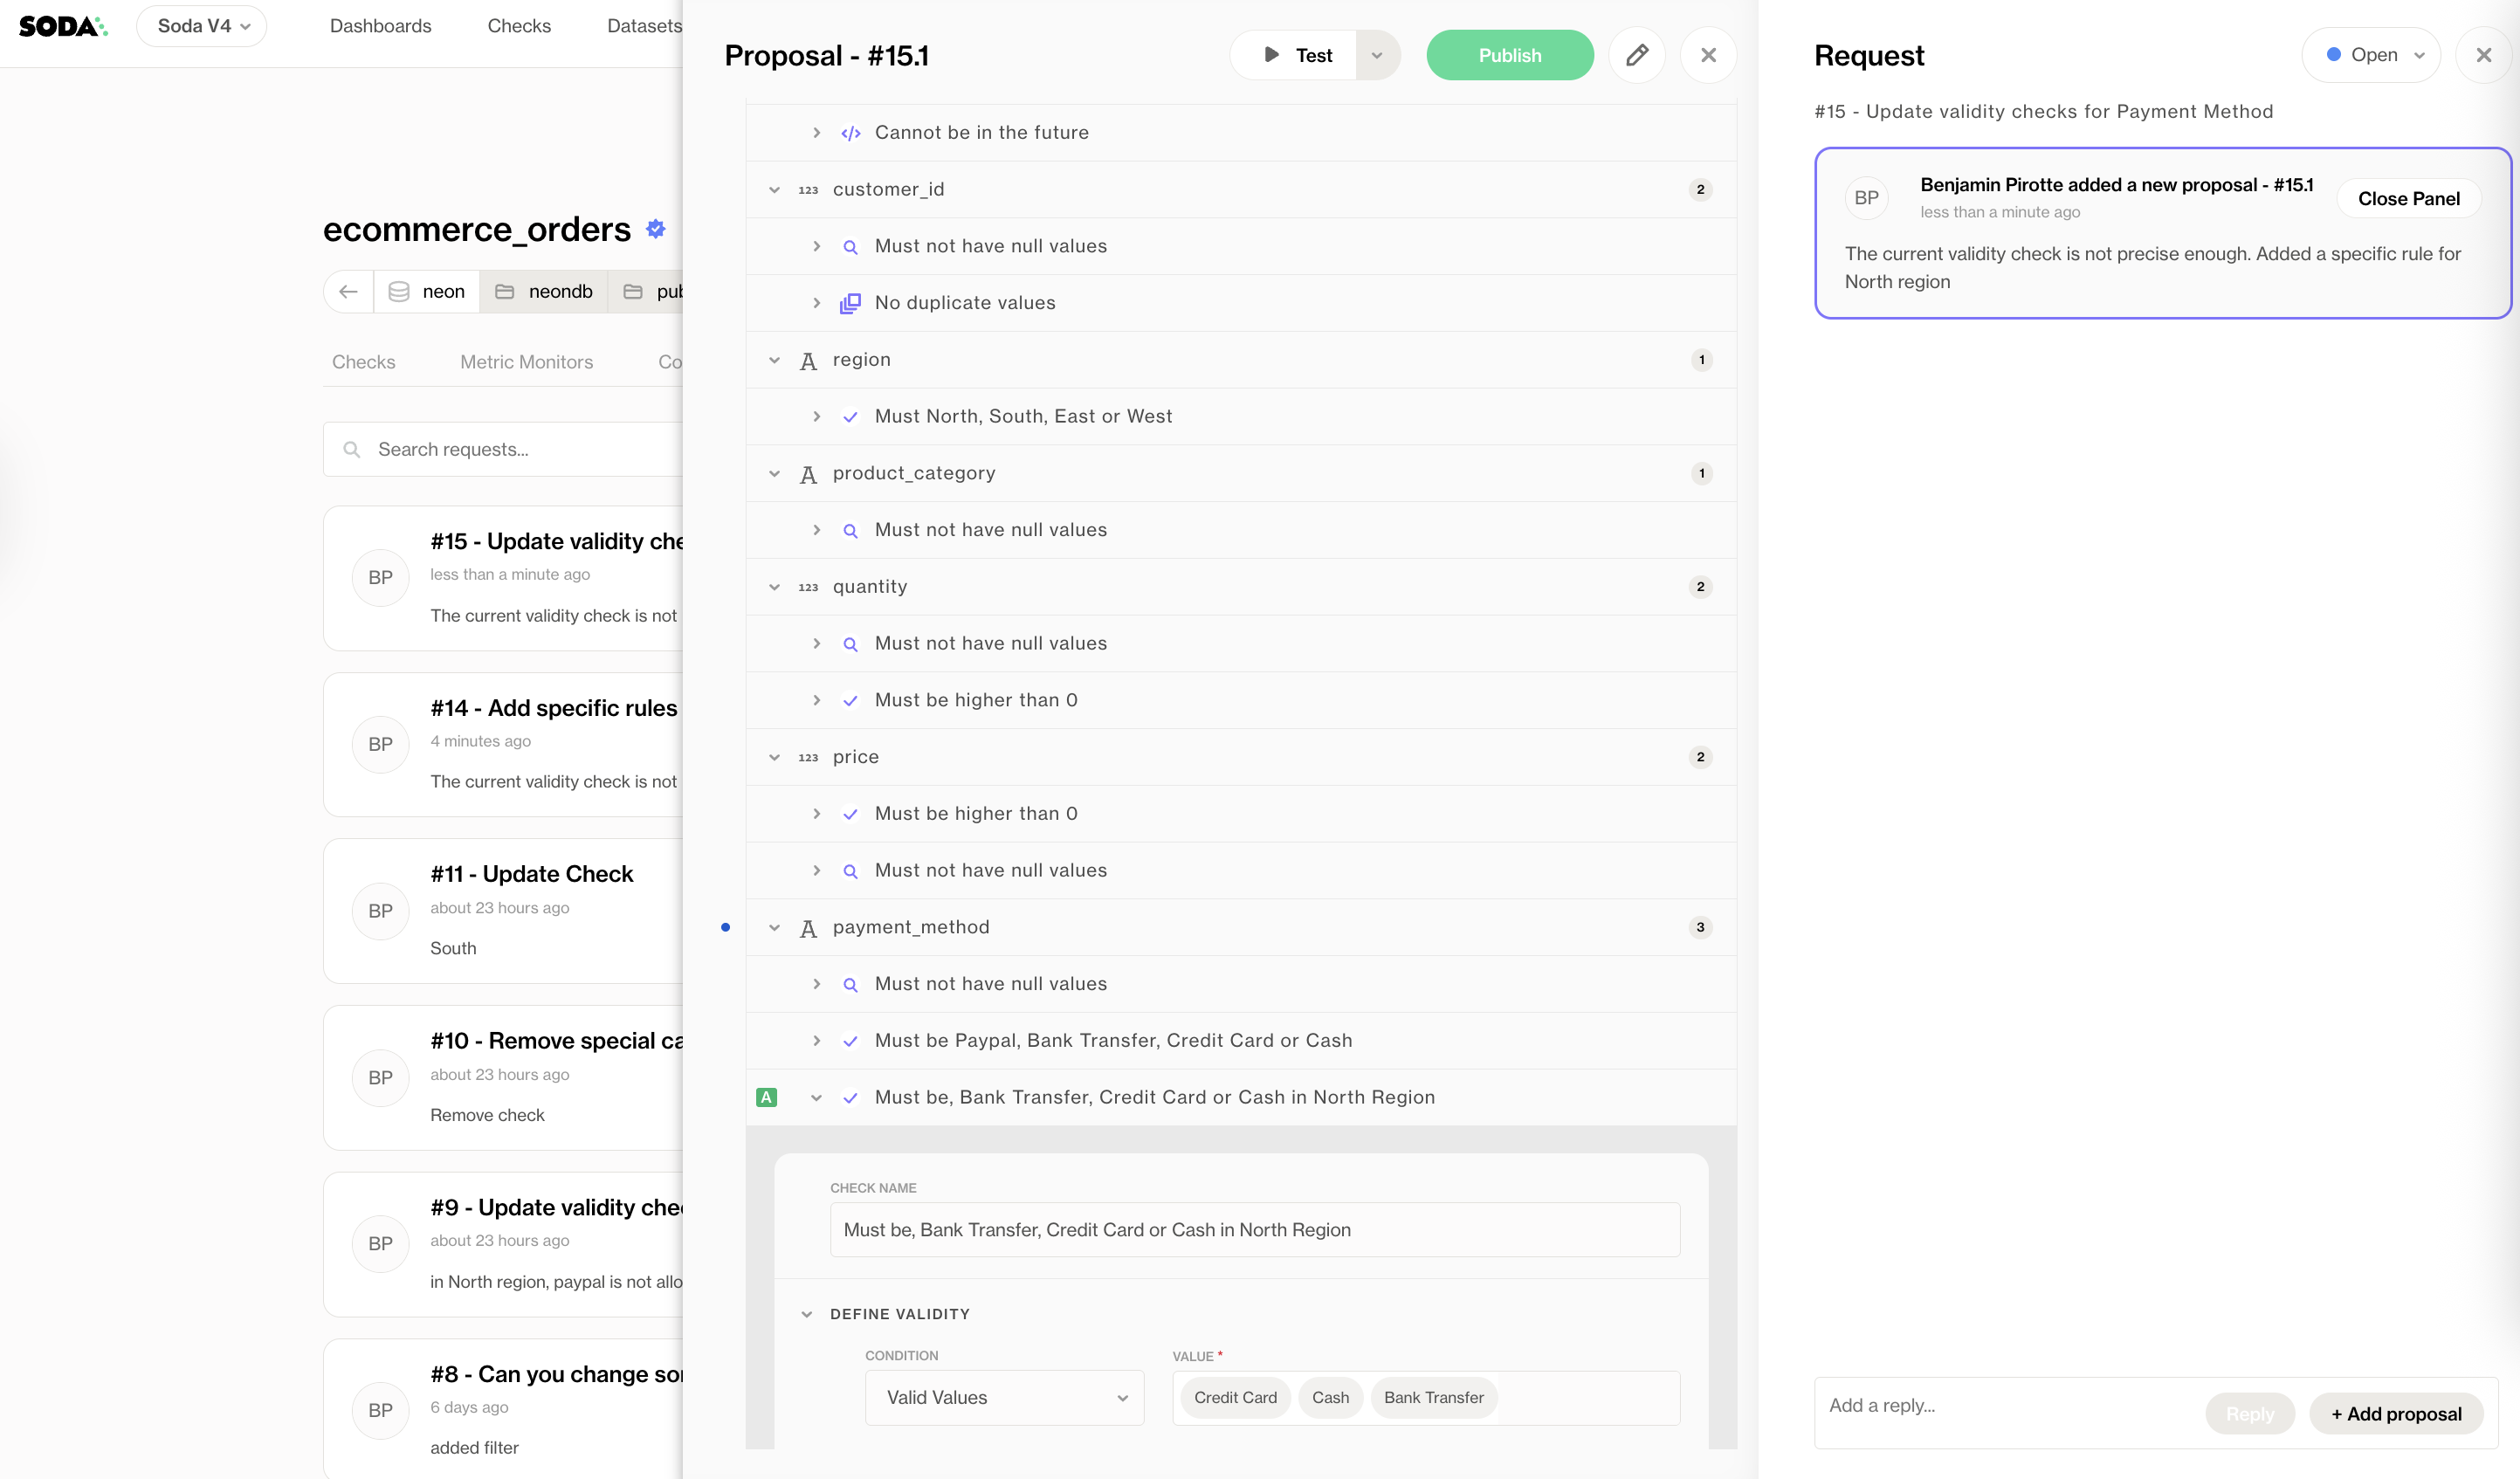 SODA
Soda V4
Dashboards
Checks
Datasets
ecommerce_orders
neon
neondb
pub
Checks
Metric Monitors
Co
Search requests...
BP
#15 - Update validity che
less than a minute ago
The current validity check is not
BP
#14 - Add specific rules
4 minutes ago
The current validity check is not
BP
#11 - Update Check
about 23 hours ago
South
BP
#10 - Remove special ca
about 23 hours ago
Remove check
BP
#9 - Update validity chec
about 23 hours ago
in North region, paypal is not allo
BP
#8 - Can you change so
6 days ago
added filter
Proposal - #15.1
Test
Publish
Cannot be in the future
123 customer_id 2
Must not have null values
No duplicate values
A region 1
Must North, South, East or West
A product_category 1
Must not have null values
123 quantity 2
Must not have null values
Must be higher than 0
123 price 2
Must be higher than 0
Must not have null values
A payment_method 3
Must not have null values
Must be Paypal, Bank Transfer, Credit Card or Cash
A Must be, Bank Transfer, Credit Card or Cash in North Region
CHECK NAME
Must be, Bank Transfer, Credit Card or Cash in North Region
DEFINE VALIDITY
CONDITION
Valid Values
VALUE *
Credit Card
Cash
Bank Transfer
Request
Open
#15 - Update validity checks for Payment Method
BP
Benjamin Pirotte added a new proposal - #15.1
less than a minute ago
Close Panel
The current validity check is not precise enough. Added a specific rule for
North region
Add a reply...
Reply
+ Add proposal